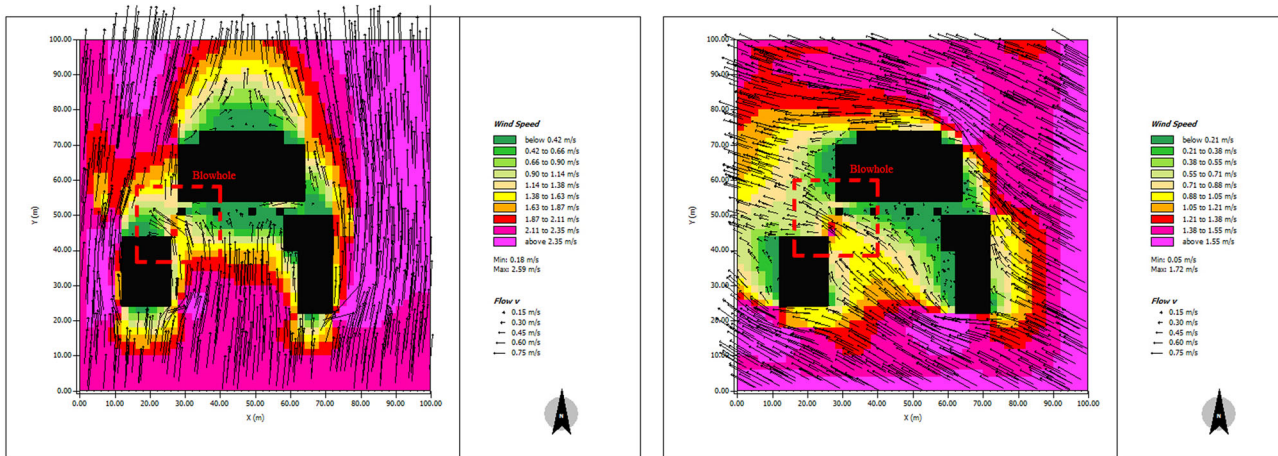 100.00
90.00
80.00
70.00
60.00
50.00
40.00
30.00
20.00
10.00
0.00
Y (m)
0.00 10.00 20.00 30.00 40.00 50.00 60.00 70.00 80.00 90.00 100.00
X (m)
Blowhole
Wind Speed
below 0.42 m/s
0.42 to 0.66 m/s
0.66 to 0.90 m/s
0.90 to 1.14 m/s
1.14 to 1.38 m/s
1.38 to 1.63 m/s
1.63 to 1.87 m/s
1.87 to 2.11 m/s
2.11 to 2.35 m/s
above 2.35 m/s
Min: 0.18 m/s
Max: 2.59 m/s
Flow v
0.15 m/s
0.30 m/s
0.45 m/s
0.60 m/s
0.75 m/s
N
100.00
90.00
80.00
70.00
60.00
50.00
40.00
30.00
20.00
10.00
0.00
Y (m)
0.00 10.00 20.00 30.00 40.00 50.00 60.00 70.00 80.00 90.00 100.00
X (m)
Blowhole
Wind Speed
below 0.21 m/s
0.21 to 0.38 m/s
0.38 to 0.55 m/s
0.55 to 0.71 m/s
0.71 to 0.88 m/s
0.88 to 1.05 m/s
1.05 to 1.21 m/s
1.21 to 1.38 m/s
1.38 to 1.55 m/s
above 1.55 m/s
Min: 0.05 m/s
Max: 1.72 m/s
Flow v
0.15 m/s
0.30 m/s
0.45 m/s
0.60 m/s
0.75 m/s
N